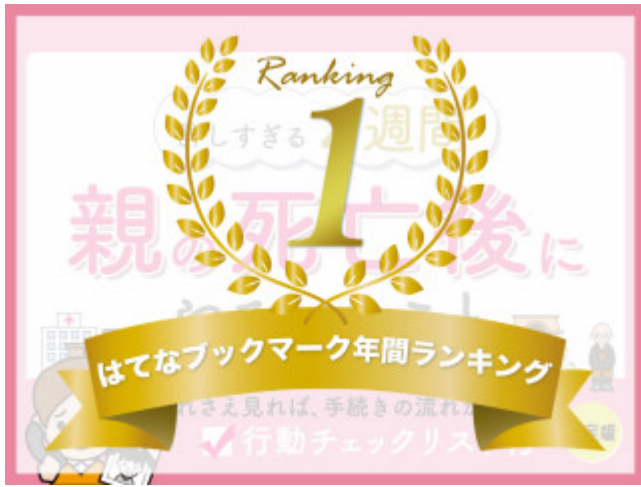 Ranking
1
しすぎる 週間
親の死亡後に
はてなブックマーク年間ランキング
れさえ見れば、手続きの流れが
行動チェックリス